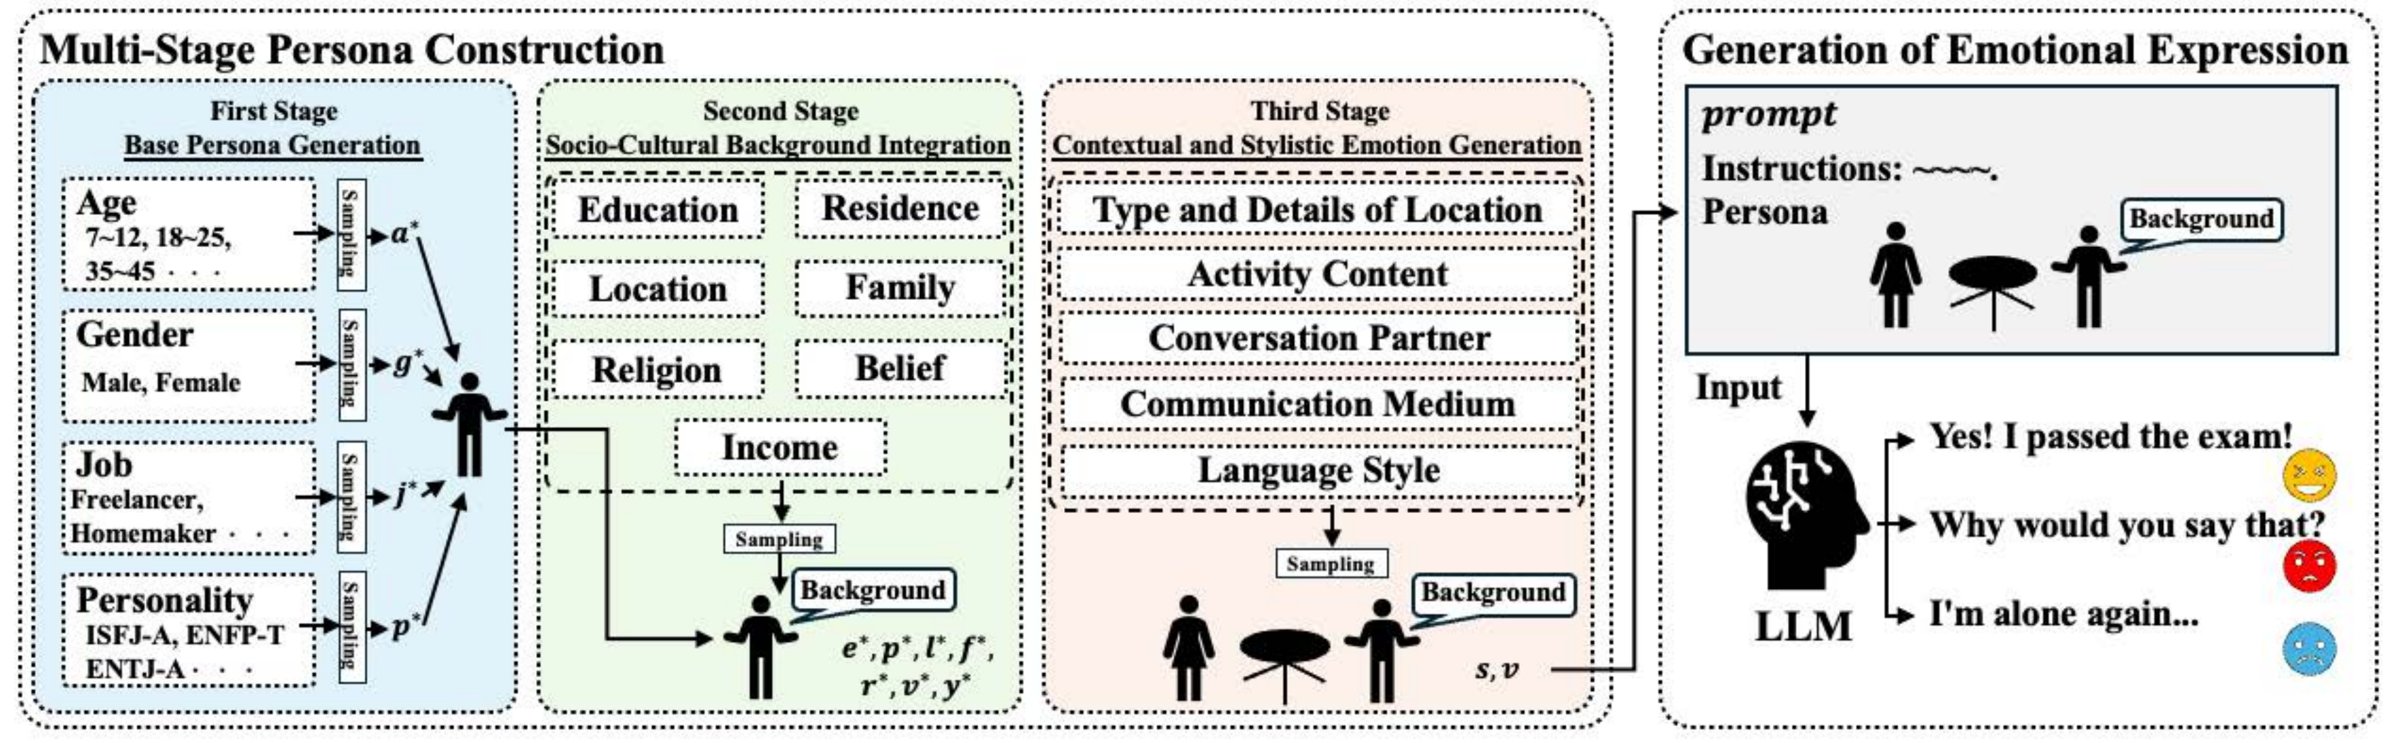 Multi-Stage Persona Construction
First Stage
Base Persona Generation
Age
7~12, 18~25,
35~45 · · ·
Sampling
a*
Gender
Male, Female
Sampling
g*
Job
Freelancer,
Homemaker · · ·
Sampling
j*
Personality
ISFJ-A, ENFP-T
ENTJ-A · · ·
Sampling
p*
Second Stage
Socio-Cultural Background Integration
Education
Residence
Location
Family
Religion
Belief
Income
Sampling
Background
e*, p*, l*, f*,
r*, v*, y*
Third Stage
Contextual and Stylistic Emotion Generation
Type and Details of Location
Activity Content
Conversation Partner
Communication Medium
Language Style
Sampling
Background
s, v
Generation of Emotional Expression
prompt
Instructions: ~~~~.
Persona
Background
Input
LLM
Yes! I passed the exam!
Why would you say that?
I'm alone again...